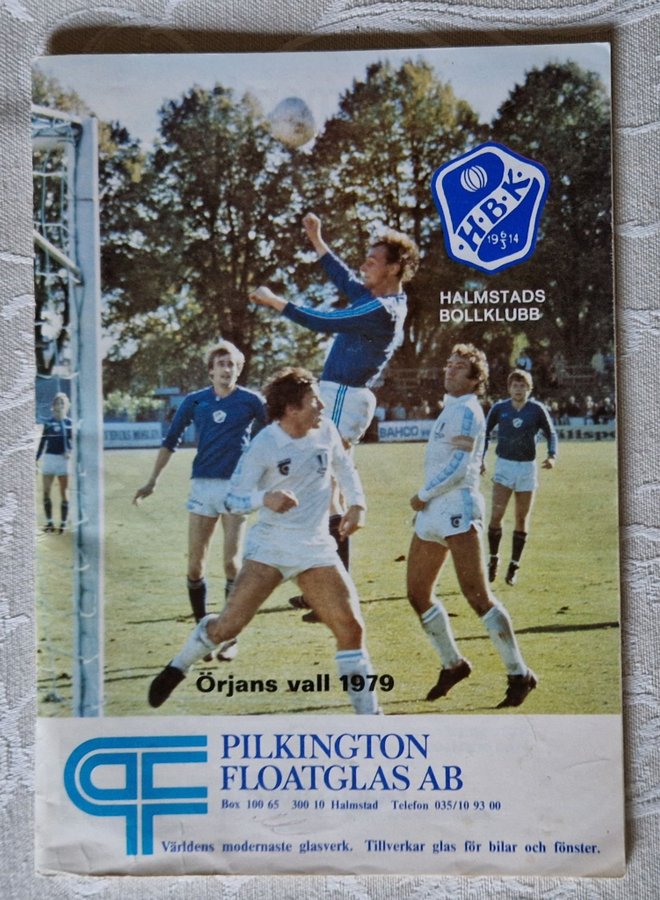 H.B.K.
19 6/3 14
HALMSTADS
BOLLKLUBB
BAHCO
Örjans vall 1979
PILKINGTON
FLOATGLAS AB
Box 100 65 300 10 Halmstad Telefon 035/10 93 00
Världens modernaste glasverk. Tillverkar glas för bilar och fönster.